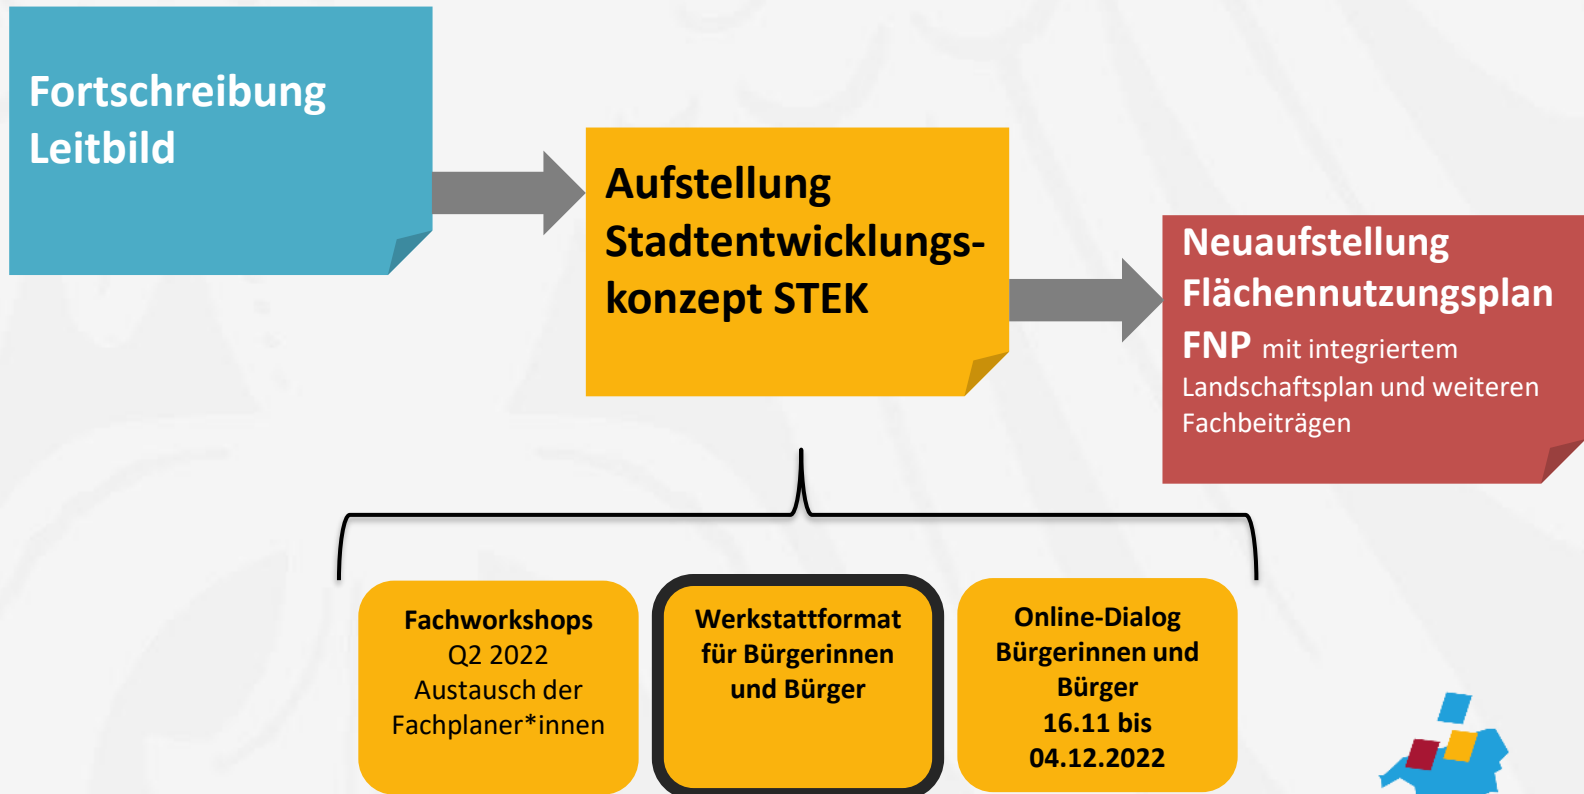 Fortschreibung
Leitbild
Aufstellung
Stadtentwicklungs-
konzept STEK
Neuaufstellung
Flächennutzungsplan
FNP mit integriertem
Landschaftsplan und weiteren
Fachbeiträgen
Fachworkshops
Q2 2022
Austausch der
Fachplaner*innen
Werkstattformat
für Bürgerinnen
und Bürger
Online-Dialog
Bürgerinnen und
Bürger
16.11 bis
04.12.2022